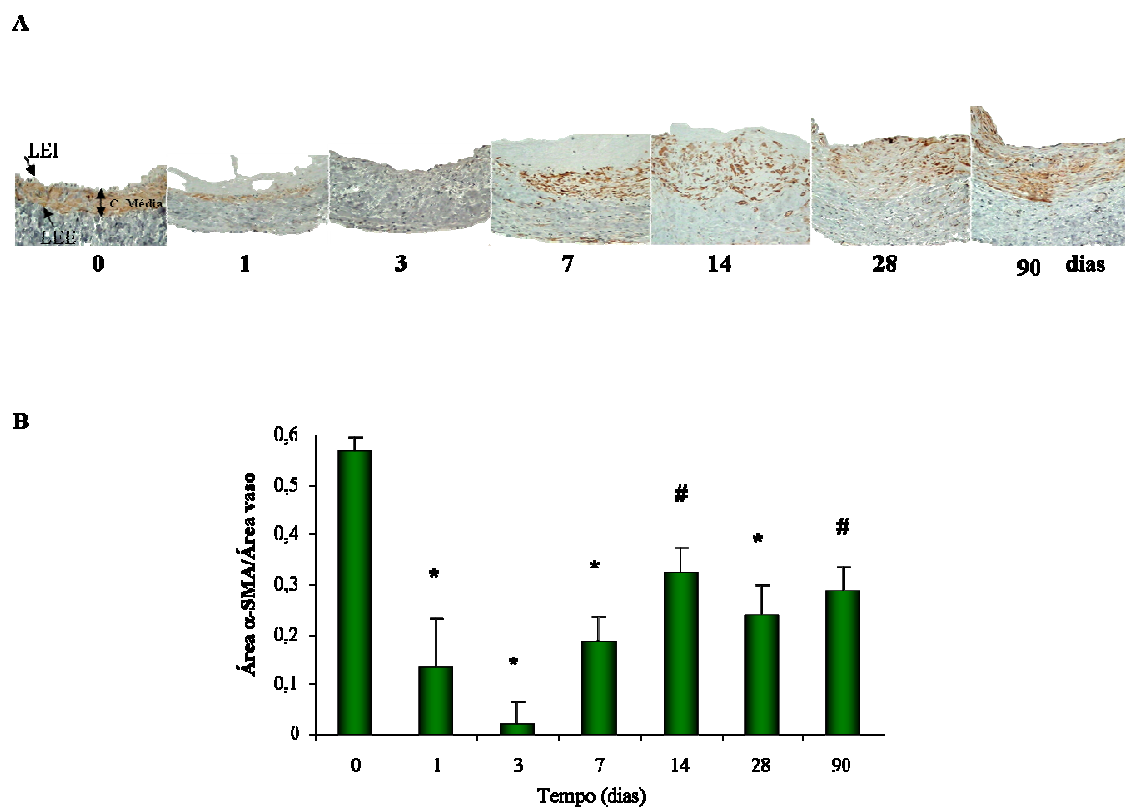 A
LEI
C. Média
LEE
0 1 3 7 14 28 90 dias
B
Área α-SMA/Área vaso
0,6
0,5
0,4
0,3
0,2
0,1
0
* * * # * #
0 1 3 7 14 28 90
Tempo (dias)